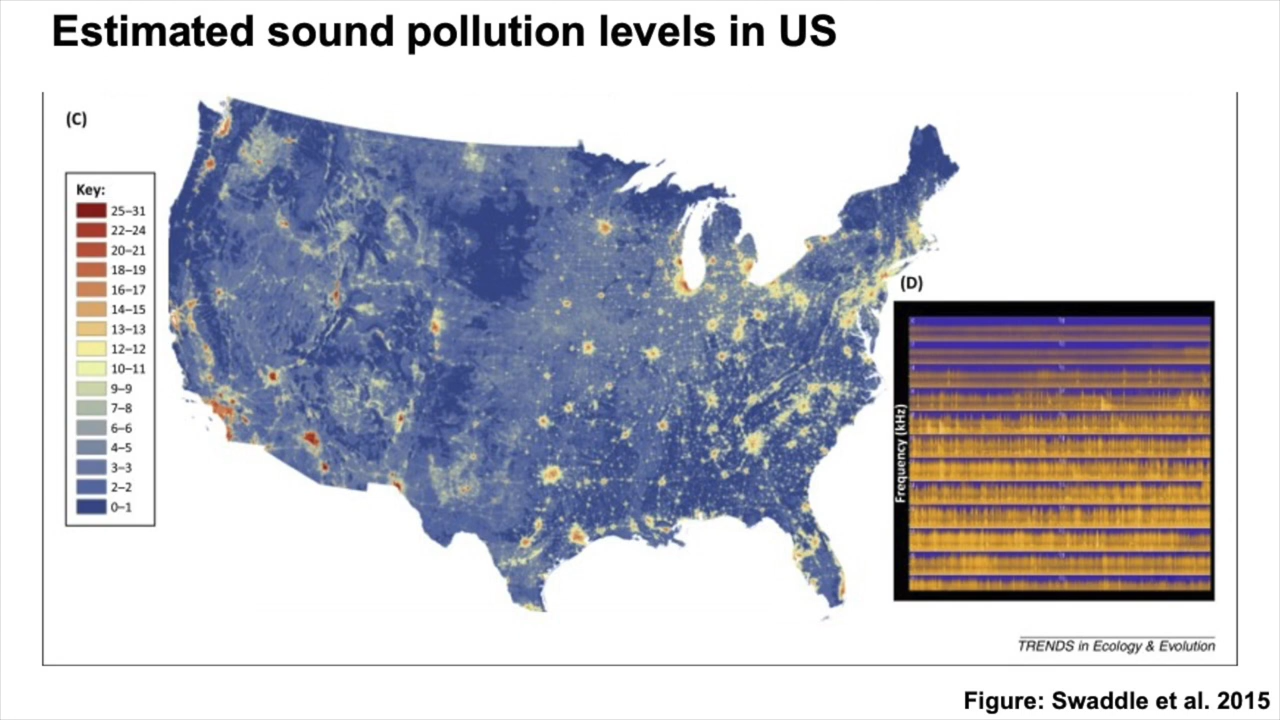 Estimated sound pollution levels in US
(C)
Key:
25–31
22–24
20–21
18–19
16–17
14–15
13–13
12–12
10–11
9–9
7–8
6–6
4–5
3–3
2–2
0–1
(D)
Frequency (kHz)
TRENDS in Ecology & Evolution
Figure: Swaddle et al. 2015